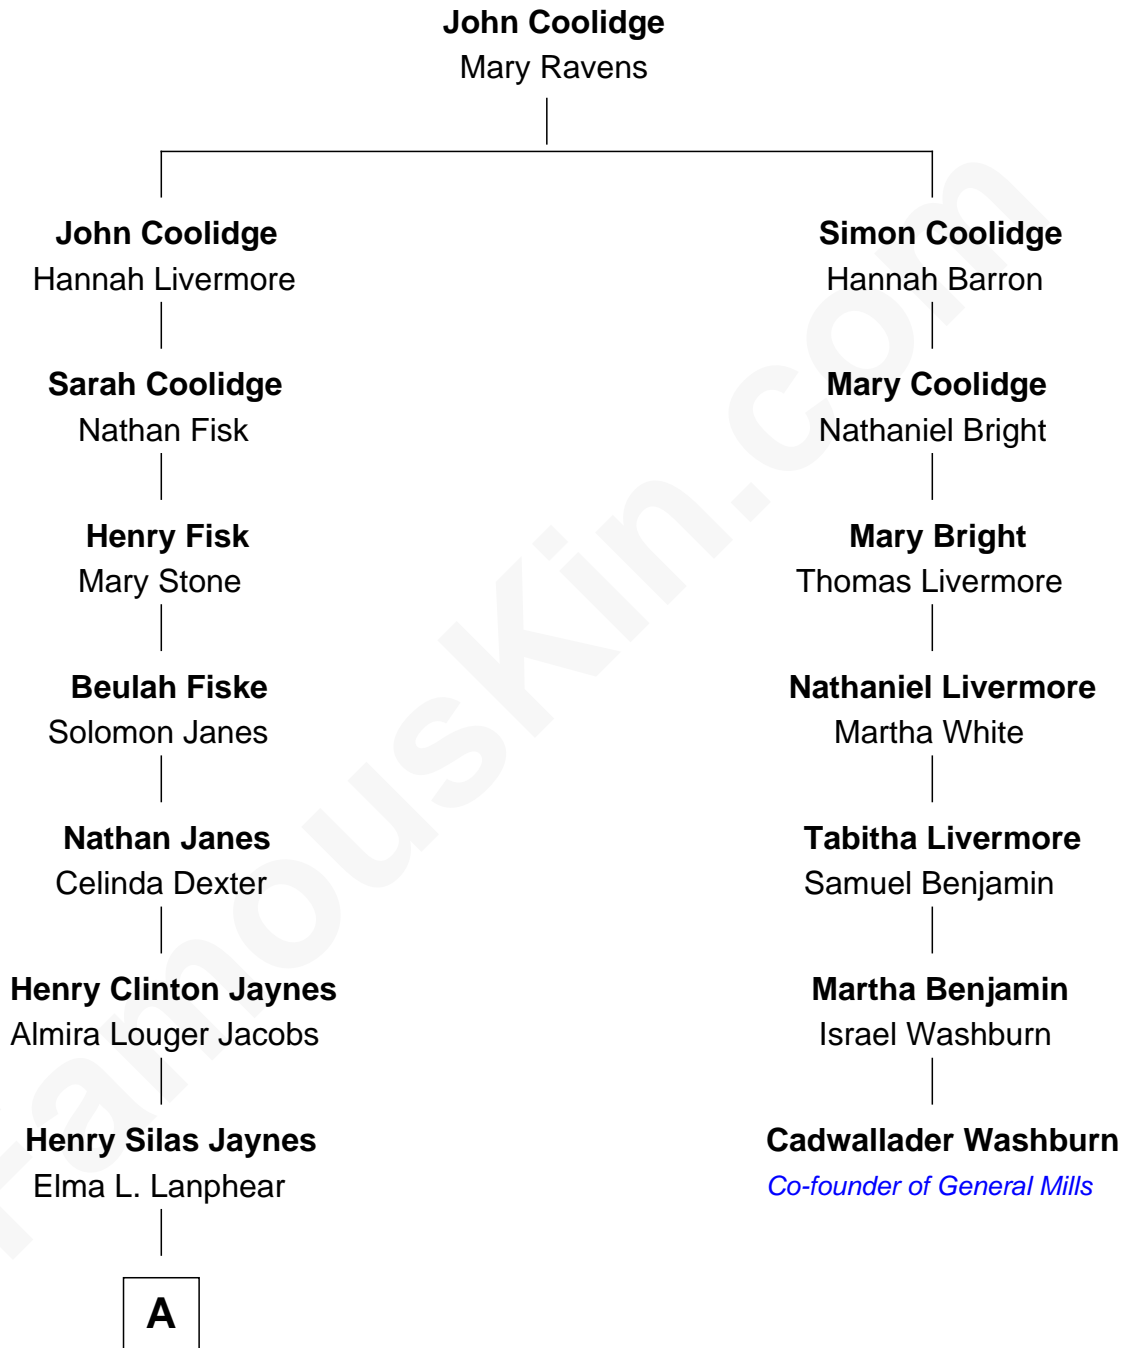 John Coolidge
Mary Ravens
John Coolidge
Hannah Livermore
Sarah Coolidge
Nathan Fisk
Henry Fisk
Mary Stone
Beulah Fiske
Solomon Janes
Nathan Janes
Celinda Dexter
Henry Clinton Jaynes
Almira Louger Jacobs
Henry Silas Jaynes
Elma L. Lanphear
A
Simon Coolidge
Hannah Barron
Mary Coolidge
Nathaniel Bright
Mary Bright
Thomas Livermore
Nathaniel Livermore
Martha White
Tabitha Livermore
Samuel Benjamin
Martha Benjamin
Israel Washburn
Cadwallader Washburn
Co-founder of General Mills
FamousKin.com